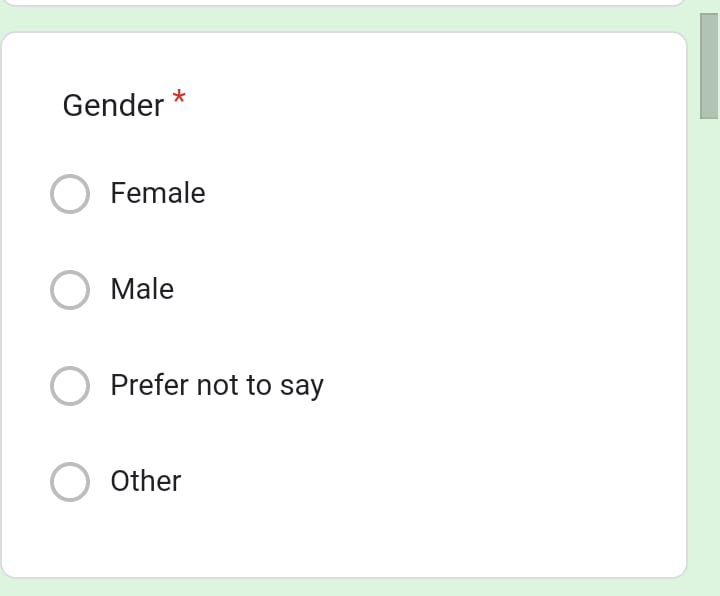 Gender *
Female
Male
Prefer not to say
Other